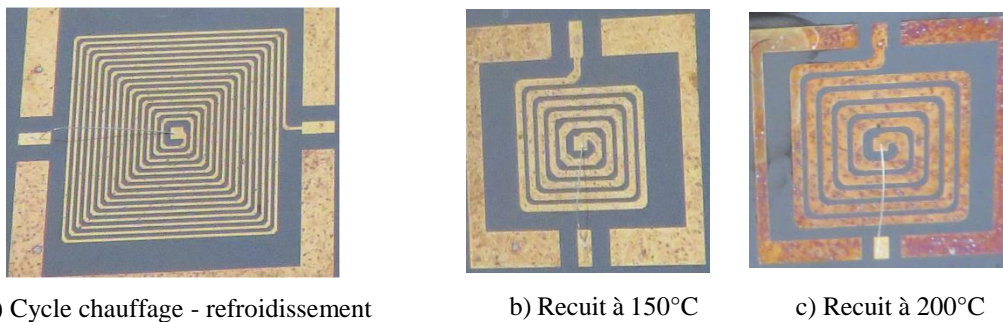 ) Cycle chauffage - refroidissement
b) Recuit à 150°C
c) Recuit à 200°C